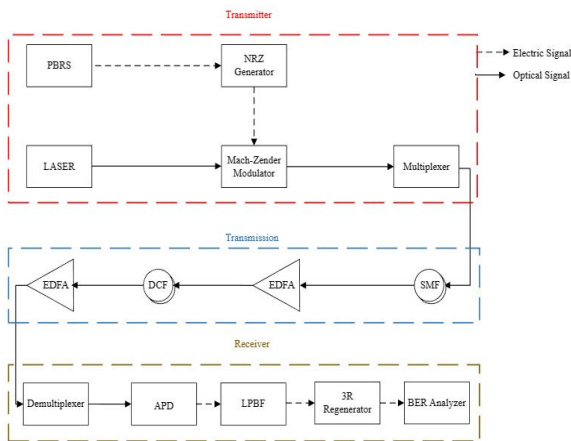 Transmitter
PBRS
NRZ
Generator
Electric Signal
Optical Signal
LASER
Mach-Zender
Modulator
Multiplexer
Transmission
EDFA
DCF
EDFA
SMF
Receiver
Demultiplexer
APD
LPBF
3R
Regenerator
BER Analyzer